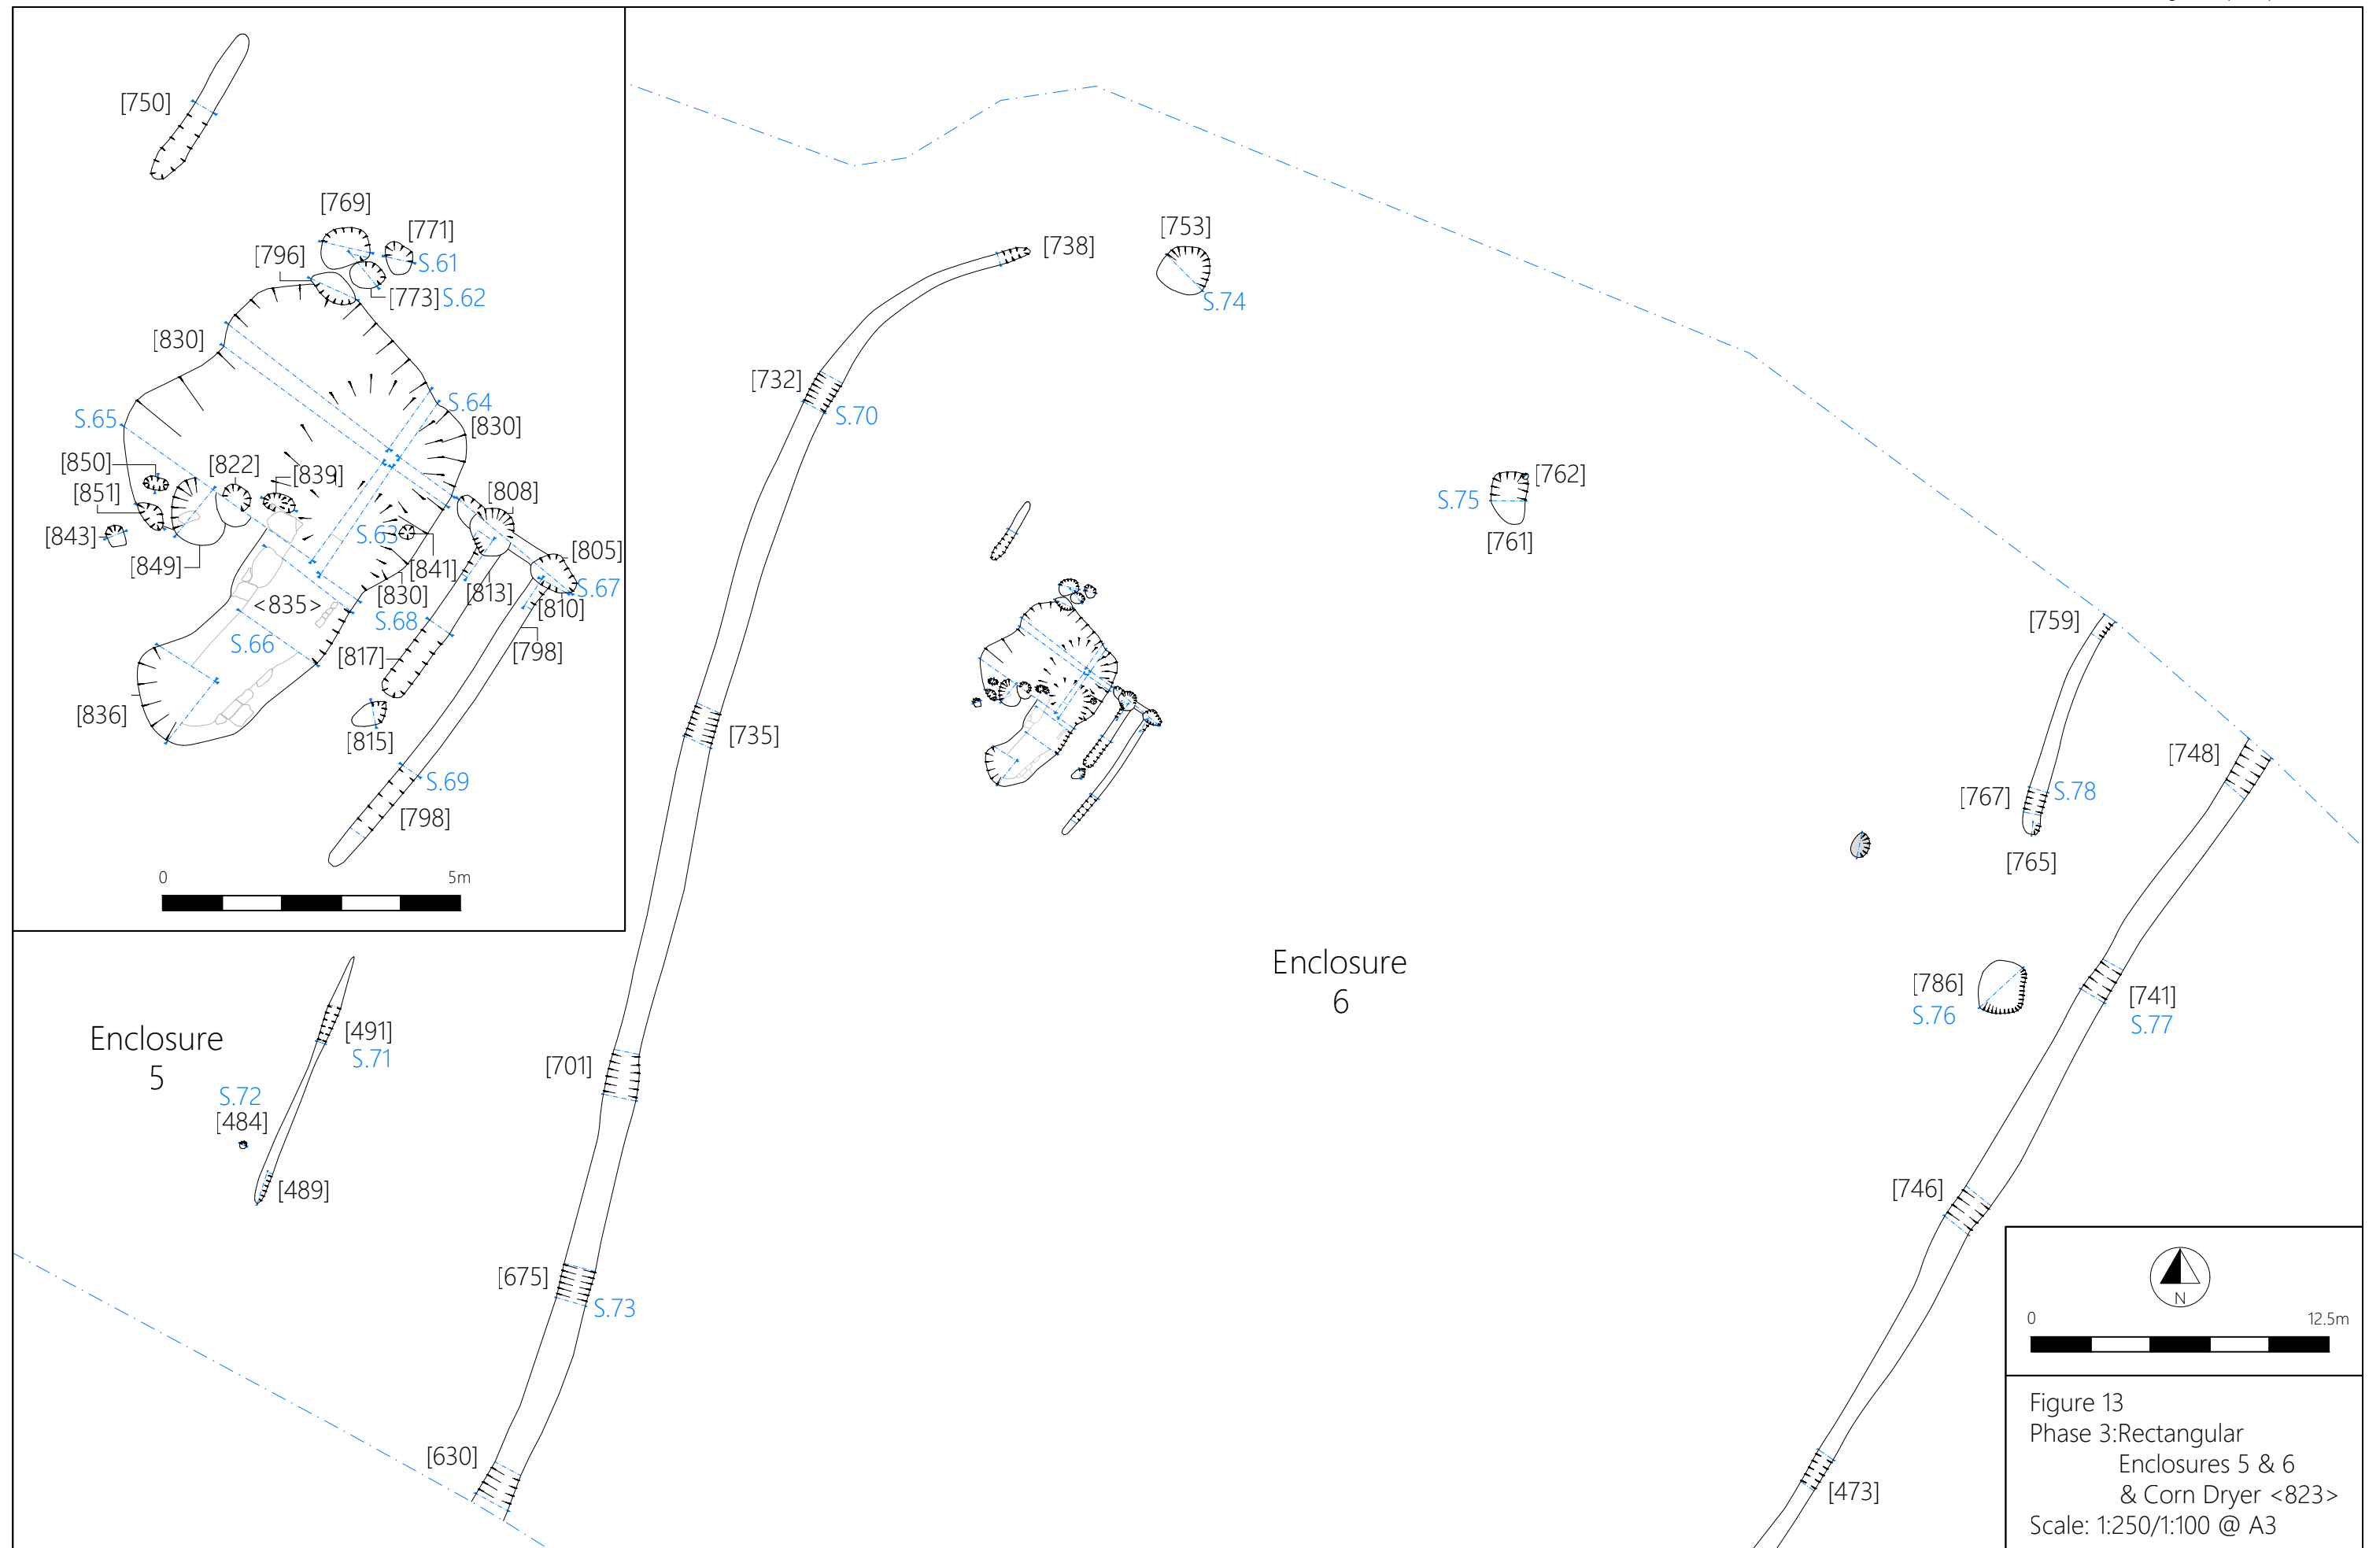 [750]
[769]
[771]
[796]
S.61
[773] S.62
[830]
S.64
S.65
[830]
[850]
[822]
[839]
[851]
[808]
[843]
S.63
[849]
[841]
[805]
[830]
[813]
S.67
<835>
[810]
S.68
S.66
[817]
[798]
[836]
[815]
S.69
[798]
0 5m
[738]
[753]
S.74
[732]
S.70
[762]
S.75
[761]
[735]
[759]
[748]
[767]
S.78
[765]
Enclosure
6
[786]
S.76
[741]
S.77
Enclosure
5
[491]
S.71
S.72
[484]
[489]
[701]
[746]
[675]
S.73
[630]
[473]
N
0 12.5m
Figure 13
Phase 3:Rectangular
Enclosures 5 & 6
& Corn Dryer <823>
Scale: 1:250/1:100 @ A3